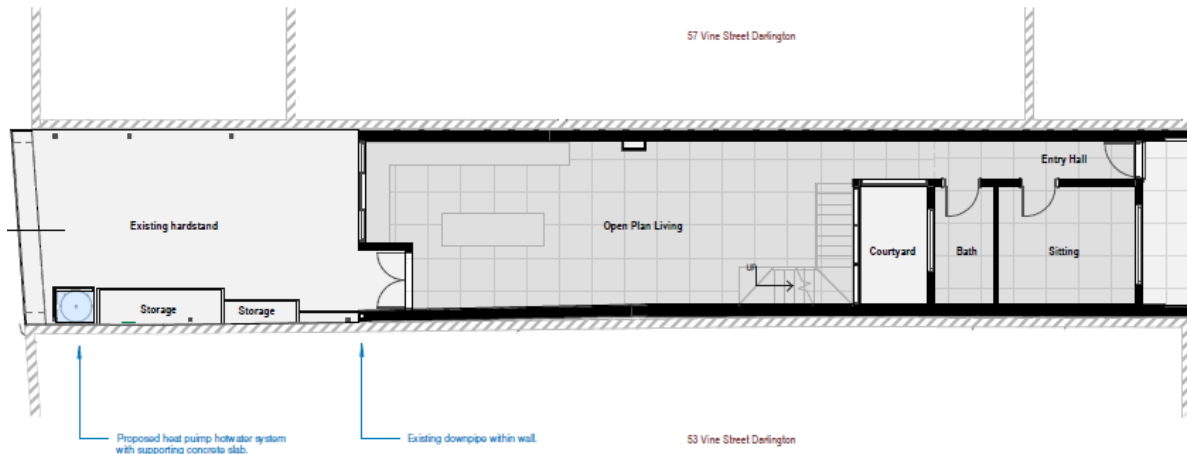 57 Vine Street Darlington
Entry Hall
Existing hardstand
Open Plan Living
Courtyard
Bath
Sitting
UP
Storage
Storage
Proposed heat puimp hotwater system
with supporting concrete slab.
Existing downpipe within wall.
53 Vine Street Darlington